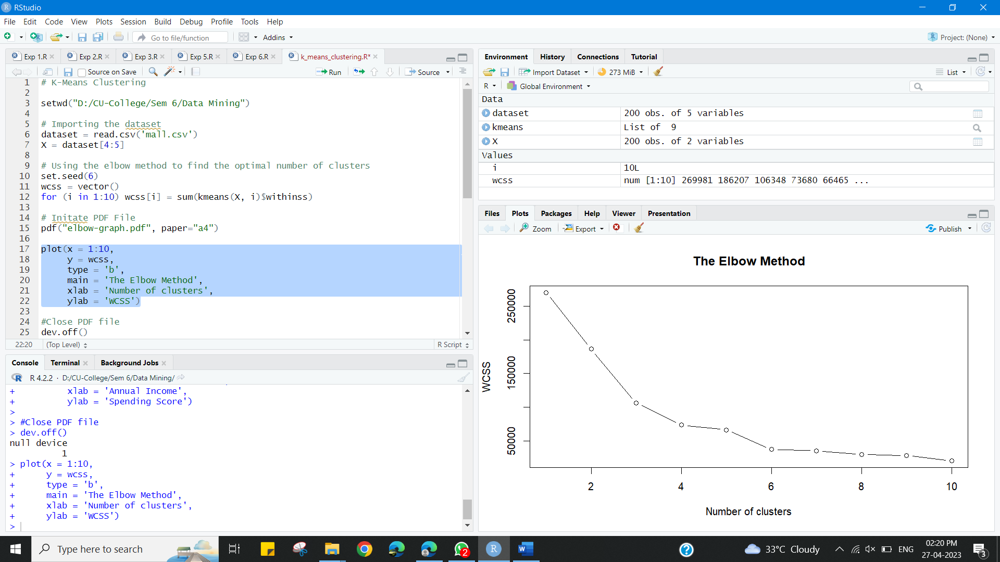 RStudio
File Edit Code View Plots Session Build Debug Profile Tools Help
Go to file/function Addins Project: (None)
Exp 1.R Exp 2.R Exp 3.R Exp 5.R Exp 6.R k_means_clustering.R*
Source on Save Run Source
1 # K-Means Clustering
2
3 setwd("D:/CU-College/Sem 6/Data Mining")
4
5 # Importing the dataset
6 dataset = read.csv('mall.csv')
7 X = dataset[4:5]
8
9 # Using the elbow method to find the optimal number of clusters
10 set.seed(6)
11 wcss = vector()
12 for (i in 1:10) wcss[i] = sum(kmeans(X, i)$withinss)
13
14 # Initate PDF File
15 pdf("elbow-graph.pdf", paper="a4")
16
17 plot(x = 1:10,
18 y = wcss,
19 type = 'b',
20 main = 'The Elbow Method',
21 xlab = 'Number of clusters',
22 ylab = 'WCSS')
23
24 #Close PDF file
25 dev.off()
22:20 (Top Level) R Script
Console Terminal Background Jobs
R 4.2.2 · D:/CU-College/Sem 6/Data Mining/
+ xlab = 'Annual Income',
+ ylab = 'Spending Score')
>
> #Close PDF file
> dev.off()
null device
1
> plot(x = 1:10,
+ y = wcss,
+ type = 'b',
+ main = 'The Elbow Method',
+ xlab = 'Number of clusters',
+ ylab = 'WCSS')
>
Environment History Connections Tutorial
Import Dataset 273 MiB List
R Global Environment
Data
dataset 200 obs. of 5 variables
kmeans List of 9
X 200 obs. of 2 variables
Values
i 10L
wcss num [1:10] 269981 186207 106348 73680 66465 ...
Files Plots Packages Help Viewer Presentation
Zoom Export Publish
The Elbow Method
250000
150000
50000
WCSS
2 4 6 8 10
Number of clusters
Type here to search 2 R W 33°C Cloudy ENG 02:20 PM
27-04-2023 3